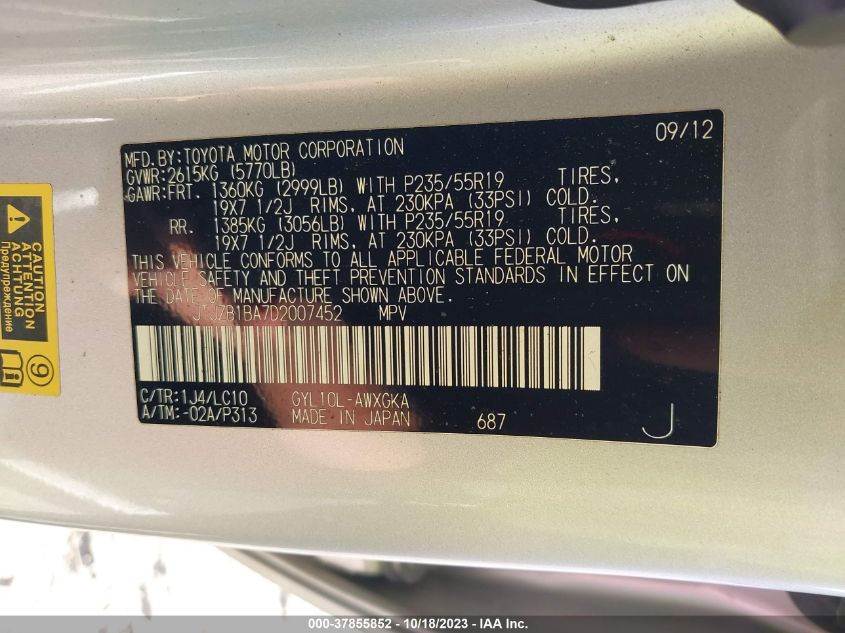 MFD.BY:TOYOTA MOTOR CORPORATION 09/12
GVWR:2615KG (5770LB)
GAWR:FRT. 1360KG (2999LB) WITH P235/55R19 TIRES,
19X7 1/2J RIMS, AT 230KPA (33PSI) COLD.
RR. 1385KG (3056LB) WITH P235/55R19 TIRES,
19X7 1/2J RIMS, AT 230KPA (33PSI) COLD.
THIS VEHICLE CONFORMS TO ALL APPLICABLE FEDERAL MOTOR
VEHICLE SAFETY AND THEFT PREVENTION STANDARDS IN EFFECT ON
THE DATE OF MANUFACTURE SHOWN ABOVE.
JTJZB1BA7D2007452 MPV
C/TR:1J4/LC10 GYL10L-AWXGKA
A/TM:-02A/P313 MADE IN JAPAN 687 J
CAUTION
ATTENTION
ACHTUNG
Предупреждение
9
000-37855852 - 10/18/2023 - IAA Inc.